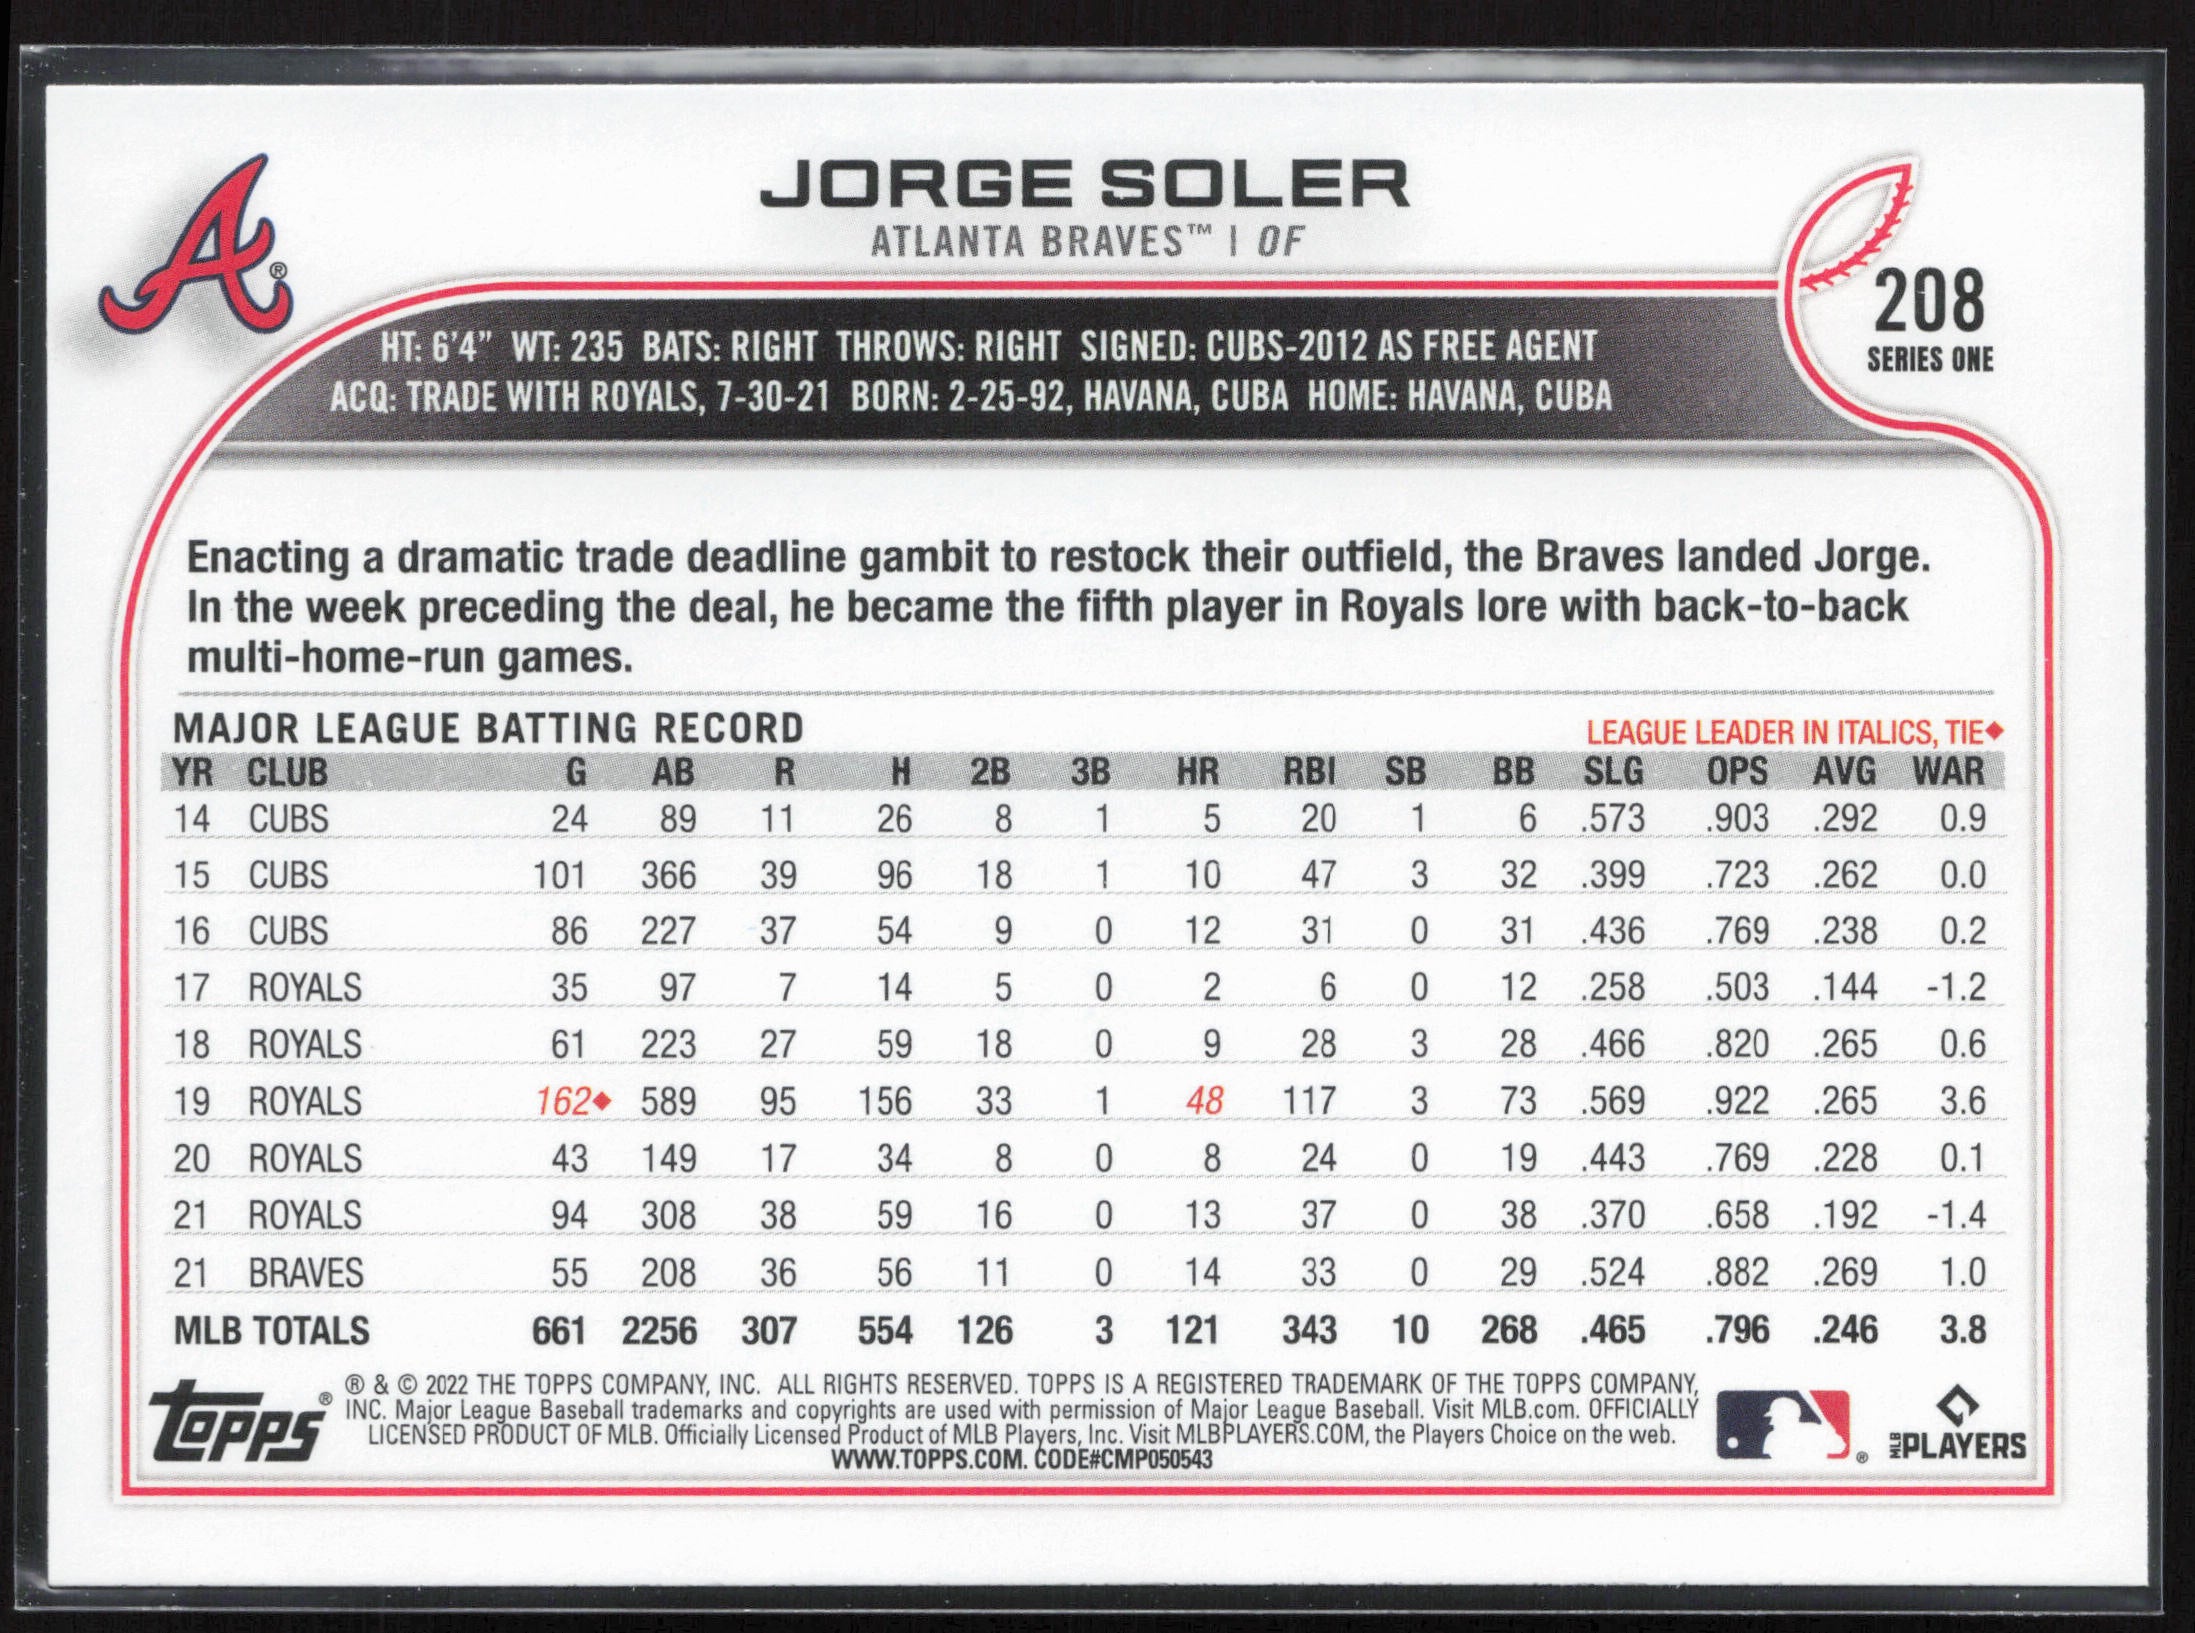 JORGE SOLER
ATLANTA BRAVES™ | OF
A®
208
SERIES ONE
HT: 6'4" WT: 235 BATS: RIGHT THROWS: RIGHT SIGNED: CUBS-2012 AS FREE AGENT
ACQ: TRADE WITH ROYALS, 7-30-21 BORN: 2-25-92, HAVANA, CUBA HOME: HAVANA, CUBA
Enacting a dramatic trade deadline gambit to restock their outfield, the Braves landed Jorge.
In the week preceding the deal, he became the fifth player in Royals lore with back-to-back
multi-home-run games.
MAJOR LEAGUE BATTING RECORD LEAGUE LEADER IN ITALICS, TIE♦
YR CLUB G AB R H 2B 3B HR RBI SB BB SLG OPS AVG WAR
14 CUBS 24 89 11 26 8 1 5 20 1 6 .573 .903 .292 0.9
15 CUBS 101 366 39 96 18 1 10 47 3 32 .399 .723 .262 0.0
16 CUBS 86 227 37 54 9 0 12 31 0 31 .436 .769 .238 0.2
17 ROYALS 35 97 7 14 5 0 2 6 0 12 .258 .503 .144 -1.2
18 ROYALS 61 223 27 59 18 0 9 28 3 28 .466 .820 .265 0.6
19 ROYALS 162♦ 589 95 156 33 1 48 117 3 73 .569 .922 .265 3.6
20 ROYALS 43 149 17 34 8 0 8 24 0 19 .443 .769 .228 0.1
21 ROYALS 94 308 38 59 16 0 13 37 0 38 .370 .658 .192 -1.4
21 BRAVES 55 208 36 56 11 0 14 33 0 29 .524 .882 .269 1.0
MLB TOTALS 661 2256 307 554 126 3 121 343 10 268 .465 .796 .246 3.8
topps®
® & © 2022 THE TOPPS COMPANY, INC. ALL RIGHTS RESERVED. TOPPS IS A REGISTERED TRADEMARK OF THE TOPPS COMPANY,
INC. Major League Baseball trademarks and copyrights are used with permission of Major League Baseball. Visit MLB.com. OFFICIALLY
LICENSED PRODUCT OF MLB. Officially Licensed Product of MLB Players, Inc. Visit MLBPLAYERS.COM, the Players Choice on the web.
WWW.TOPPS.COM. CODE#CMP050543
®
MLB PLAYERS